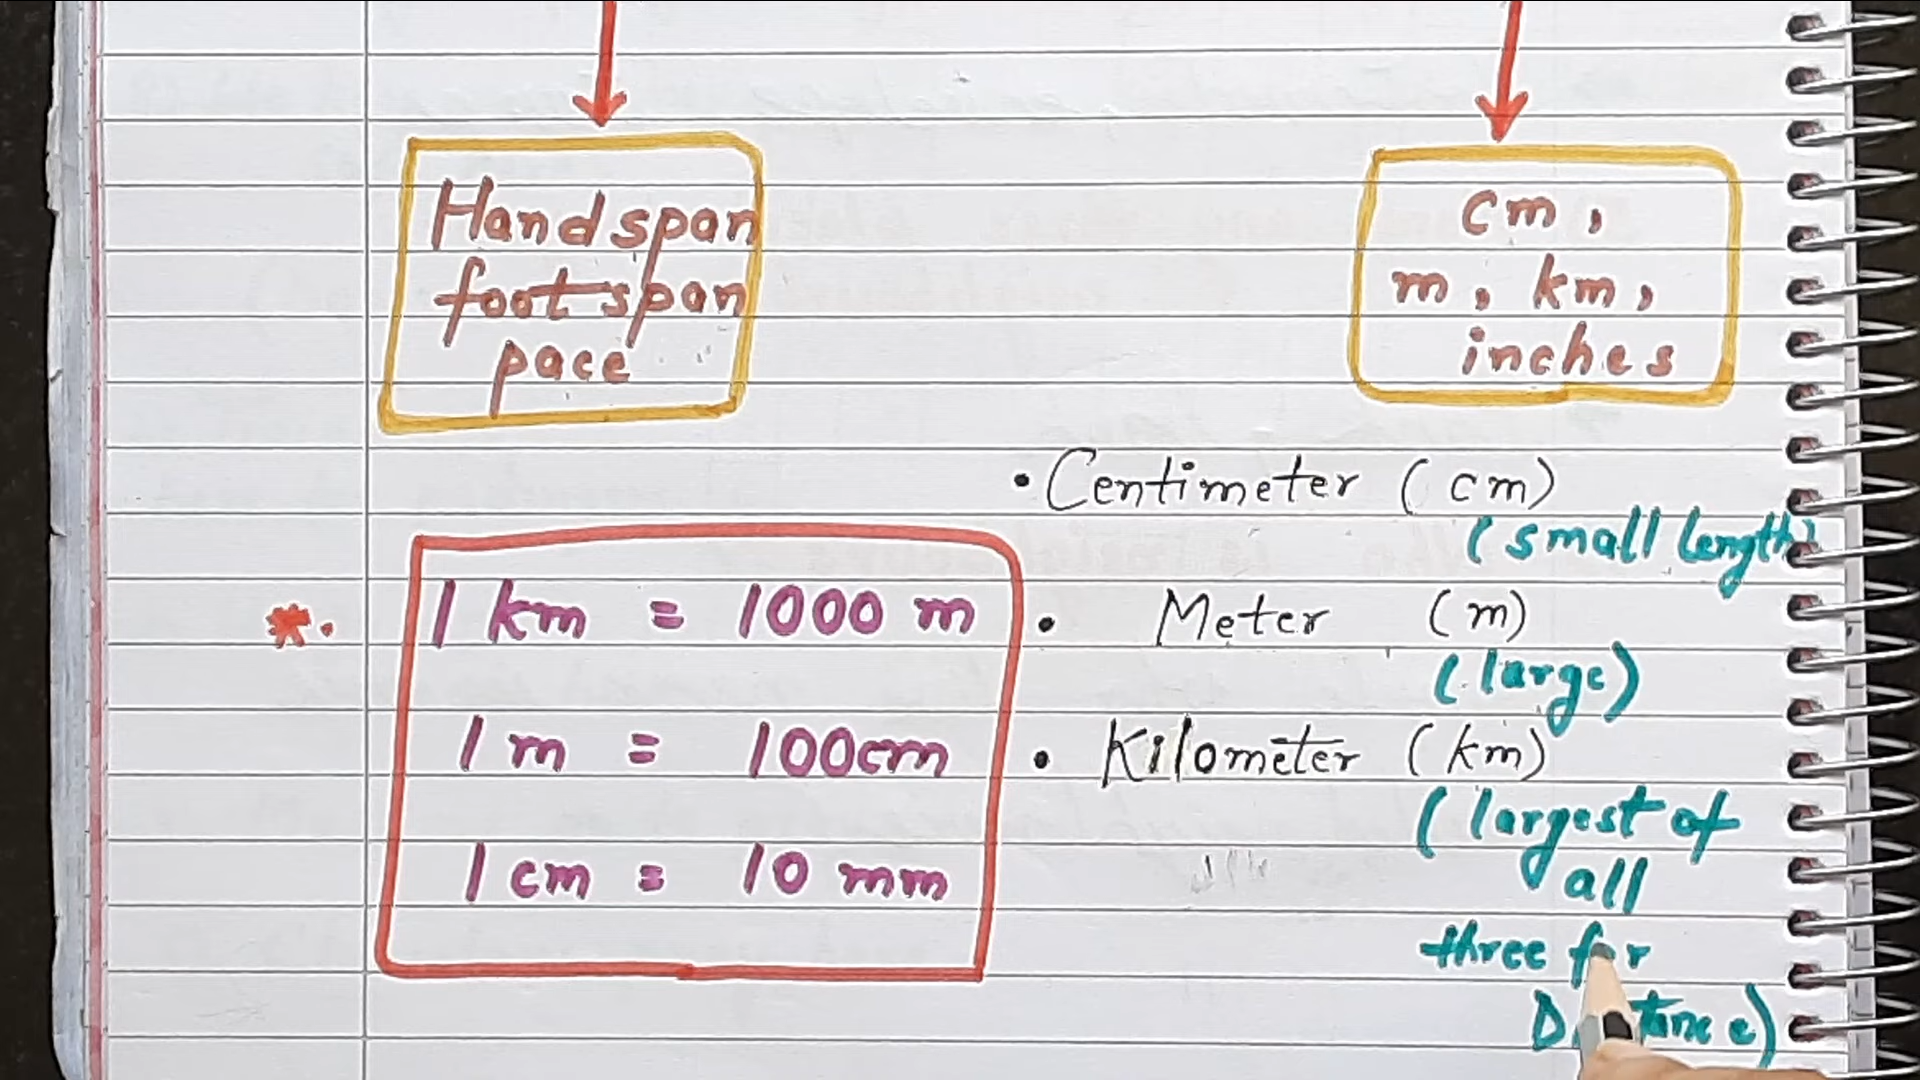 Handspan
foot span
pace
cm,
m, km,
inches
• Centimeter (cm)
(small length)
*. 1 km = 1000 m
• Meter (m)
(large)
1 m = 100cm
• Kilometer (km)
(largest of
all
three for
Distance)
1 cm = 10 mm